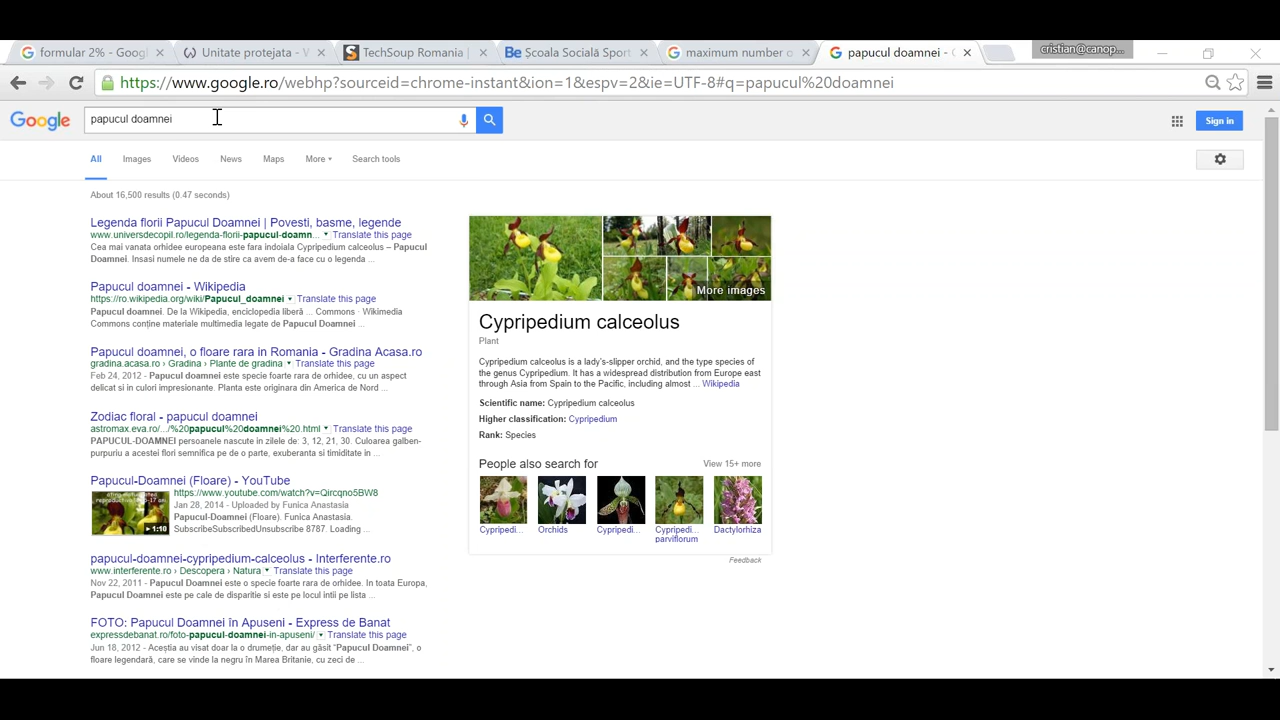 formular 2% - Goog
Unitate protejata - V
TechSoup Romania |
Be Școala Socială Sport
maximum number o
papucul doamnei - G
cristian@canop...
https://www.google.ro/webhp?sourceid=chrome-instant&ion=1&espv=2&ie=UTF-8#q=papucul%20doamnei
Google
papucul doamnei
Sign in
All Images Videos News Maps More Search tools
About 16,500 results (0.47 seconds)
Legenda florii Papucul Doamnei | Povesti, basme, legende
www.universdecopil.ro/legenda-florii-papucul-doamn... Translate this page
Cea mai vanata orhidee europeana este fara indoiala Cypripedium calceolus – Papucul
Doamnei. Insasi numele ne da de stire ca avem de-a face cu o legenda ...
Papucul doamnei - Wikipedia
https://ro.wikipedia.org/wiki/Papucul_doamnei Translate this page
Papucul doamnei. De la Wikipedia, enciclopedia liberă ... Commons · Wikimedia
Commons conține materiale multimedia legate de Papucul Doamnei ...
Papucul doamnei, o floare rara in Romania - Gradina Acasa.ro
gradina.acasa.ro › Gradina › Plante de gradina Translate this page
Feb 24, 2012 - Papucul doamnei este specie foarte rara de orhidee, cu un aspect
delicat si in culori impresionante. Planta este originara din America de Nord ...
Zodiac floral - papucul doamnei
astromax.eva.ro/.../%20papucul%20doamnei%20.html Translate this page
PAPUCUL-DOAMNEI persoanele nascute in zilele de: 3, 12, 21, 30. Culoarea galben-
purpuriu a acestei flori semnifica pe de o parte, exuberanta si timiditate in ...
Papucul-Doamnei (Floare) - YouTube
1:10
https://www.youtube.com/watch?v=Qircqno5BW8
Jan 28, 2014 - Uploaded by Funica Anastasia
Papucul-Doamnei (Floare). Funica Anastasia.
SubscribeSubscribedUnsubscribe 8787. Loading ...
papucul-doamnei-cypripedium-calceolus - Interferente.ro
www.interferente.ro › Descopera › Natura Translate this page
Nov 22, 2011 - Papucul Doamnei este o specie foarte rara de orhidee. In toata Europa,
Papucul Doamnei este pe cale de disparitie si este pe locul intii pe lista ...
FOTO: Papucul Doamnei în Apuseni - Express de Banat
expressdebanat.ro/foto-papucul-doamnei-in-apuseni/ Translate this page
Jun 18, 2012 - Aceștia au visat doar la o drumeție, dar au găsit "Papucul Doamnei", o
floare legendară, care se vinde la negru în Marea Britanie, cu zeci de ...
More images
Cypripedium calceolus
Plant
Cypripedium calceolus is a lady's-slipper orchid, and the type species of
the genus Cypripedium. It has a widespread distribution from Europe east
through Asia from Spain to the Pacific, including almost ... Wikipedia
Scientific name: Cypripedium calceolus
Higher classification: Cypripedium
Rank: Species
People also search for
View 15+ more
Cypripedi...
Orchids
Cypripedi...
Cypripedi...
parviflorum
Dactylorhiza
Feedback